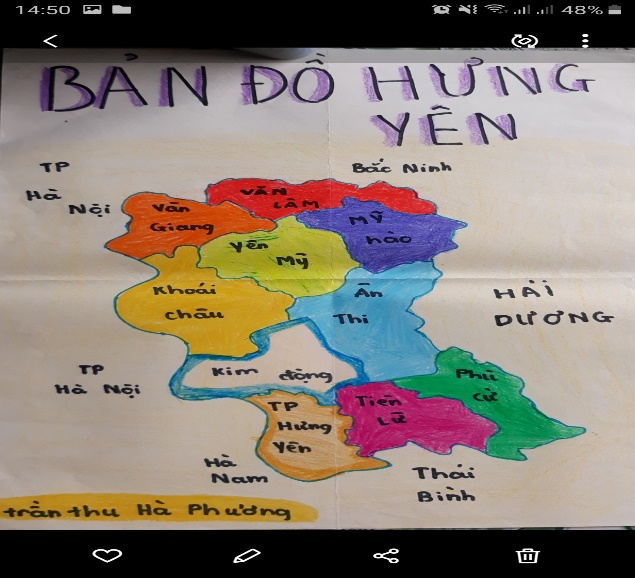 14:50
48%
BẢN ĐỒ HƯNG
YÊN
TP
Hà
Nội
Bắc Ninh
VĂN
LÂM
Văn
Giang
MỸ
hào
Yên
Mỹ
Khoái
Châu
Ân
Thi
HẢI
DƯƠNG
TP
Hà Nội
Kim động
Phù
cừ
TP
Hưng
Yên
Tiên
Lữ
Hà
Nam
Thái
Bình
trần thu Hà Phương